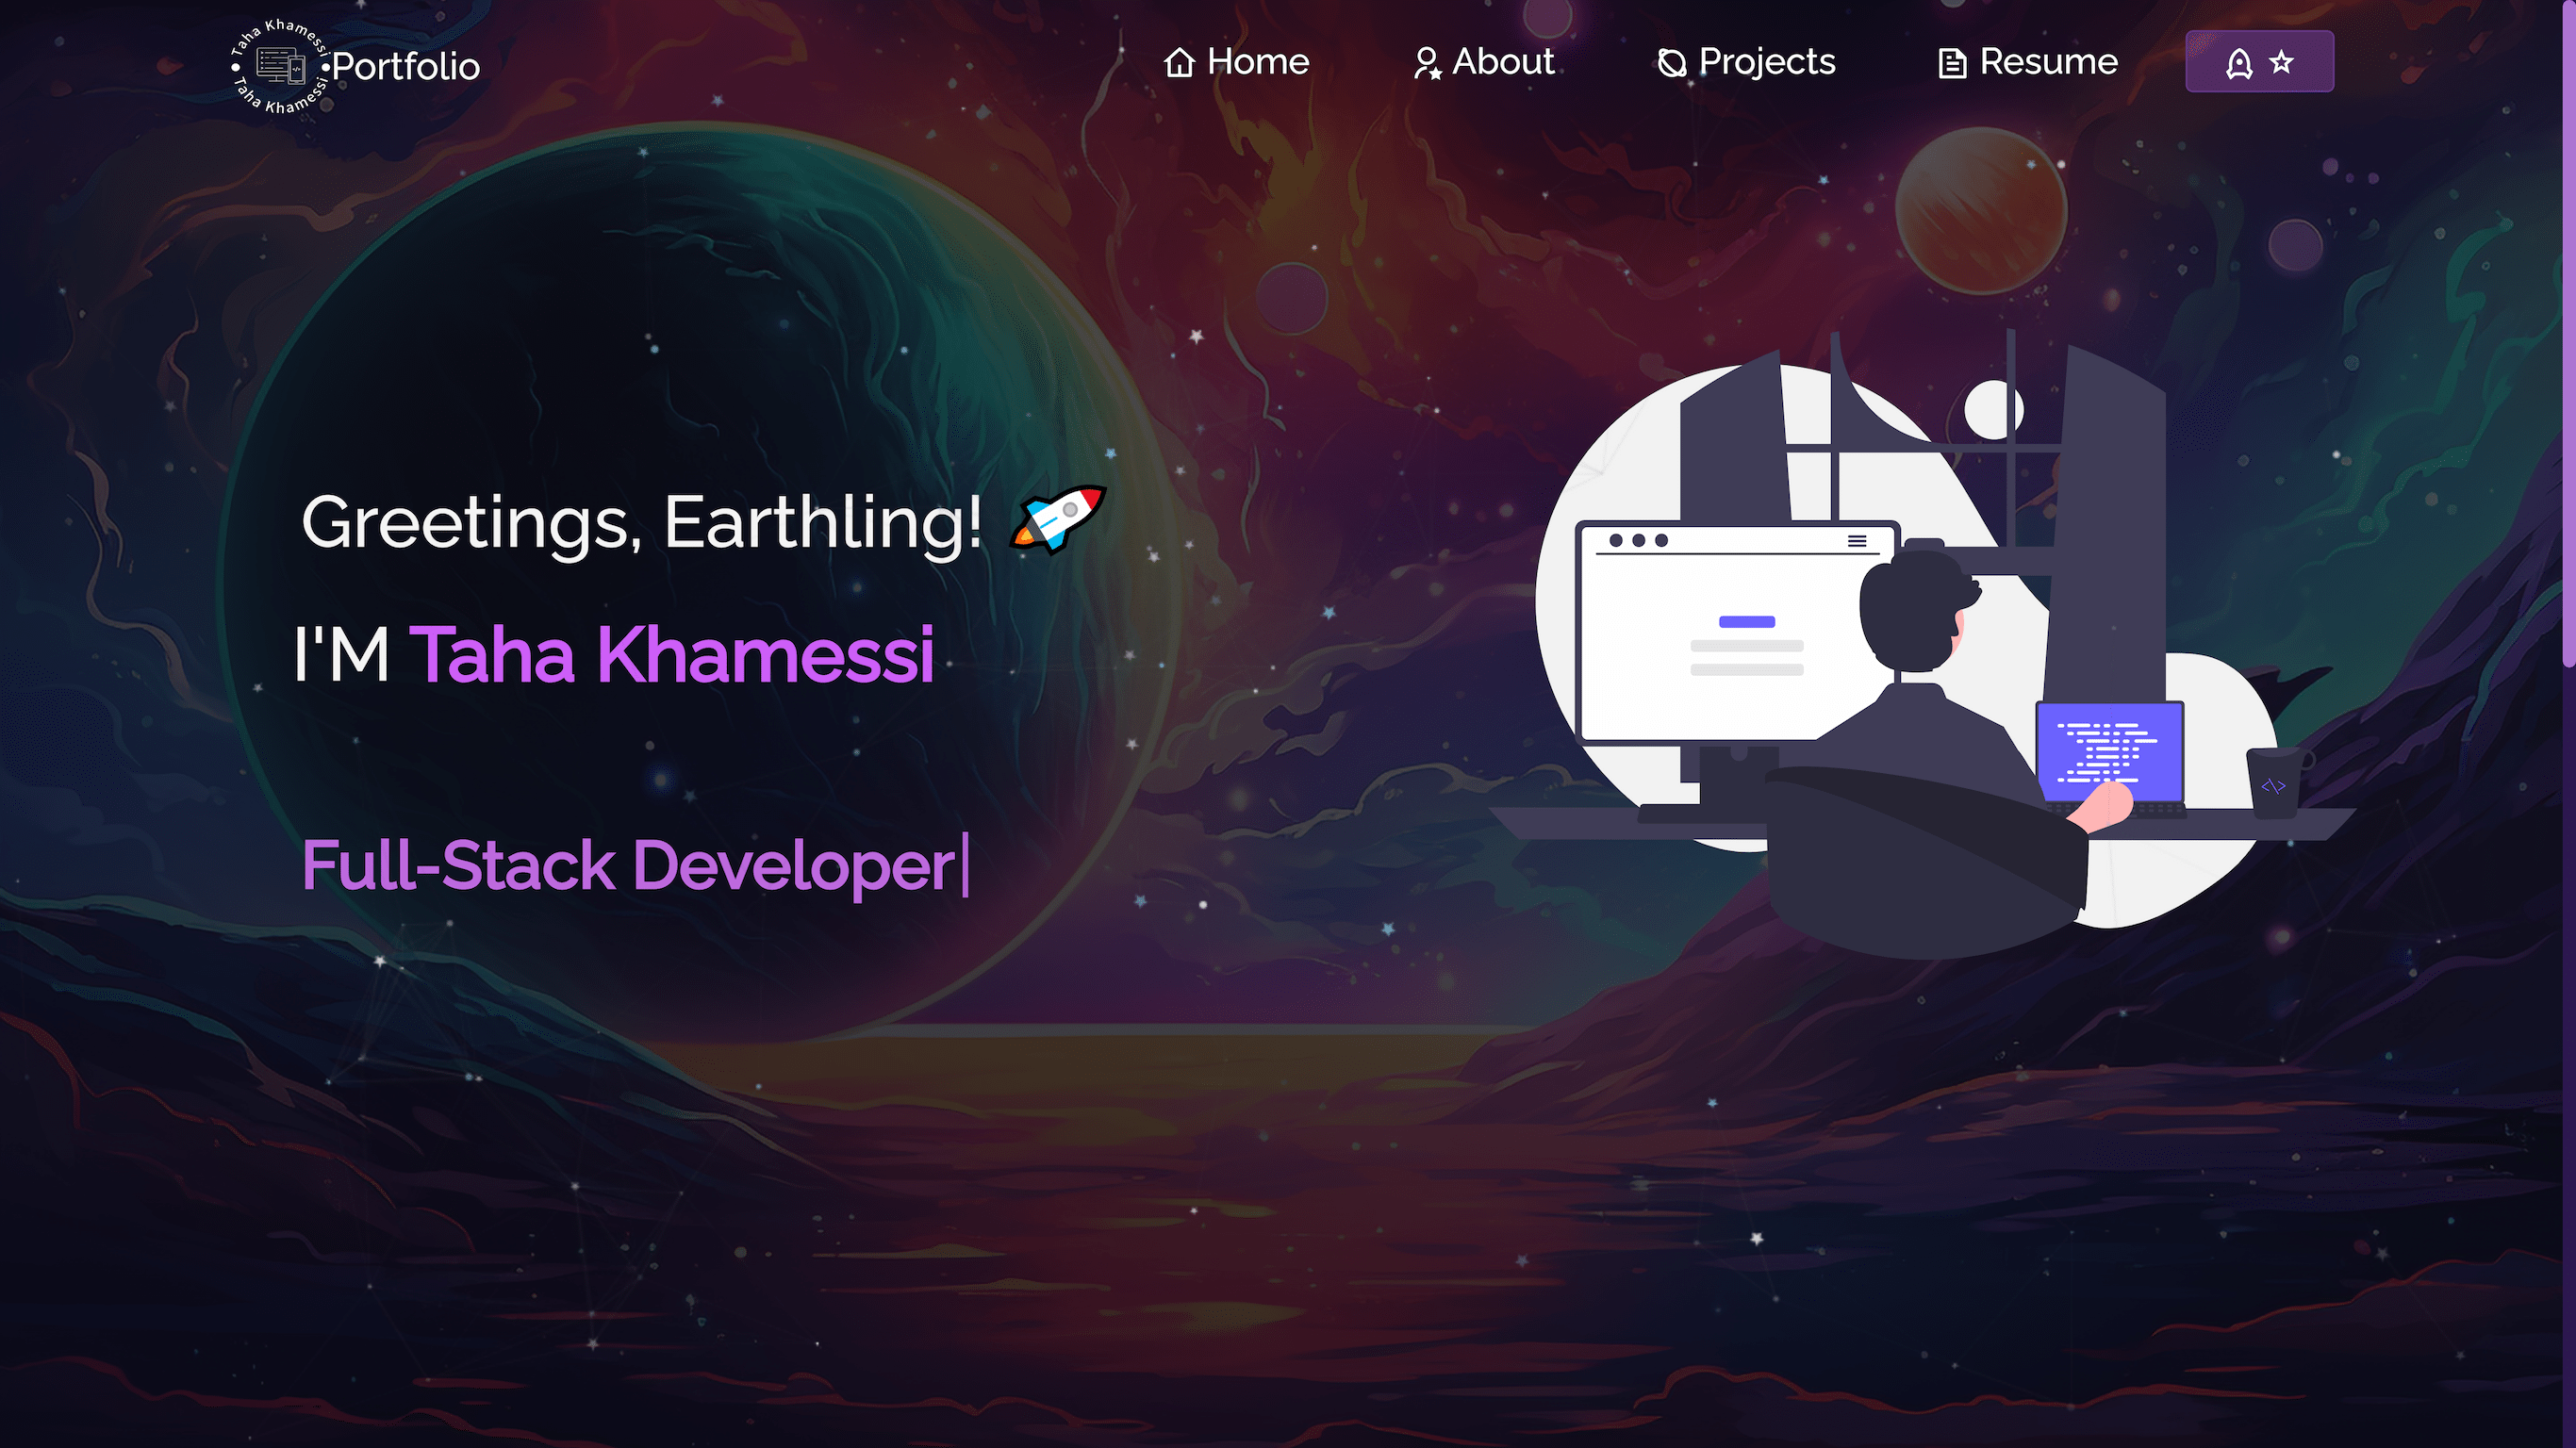 Taha Khamessi
Taha Khamessi
Portfolio
Home
About
Projects
Resume
Greetings, Earthling! 🚀
I'M Taha Khamessi
Full-Stack Developer|